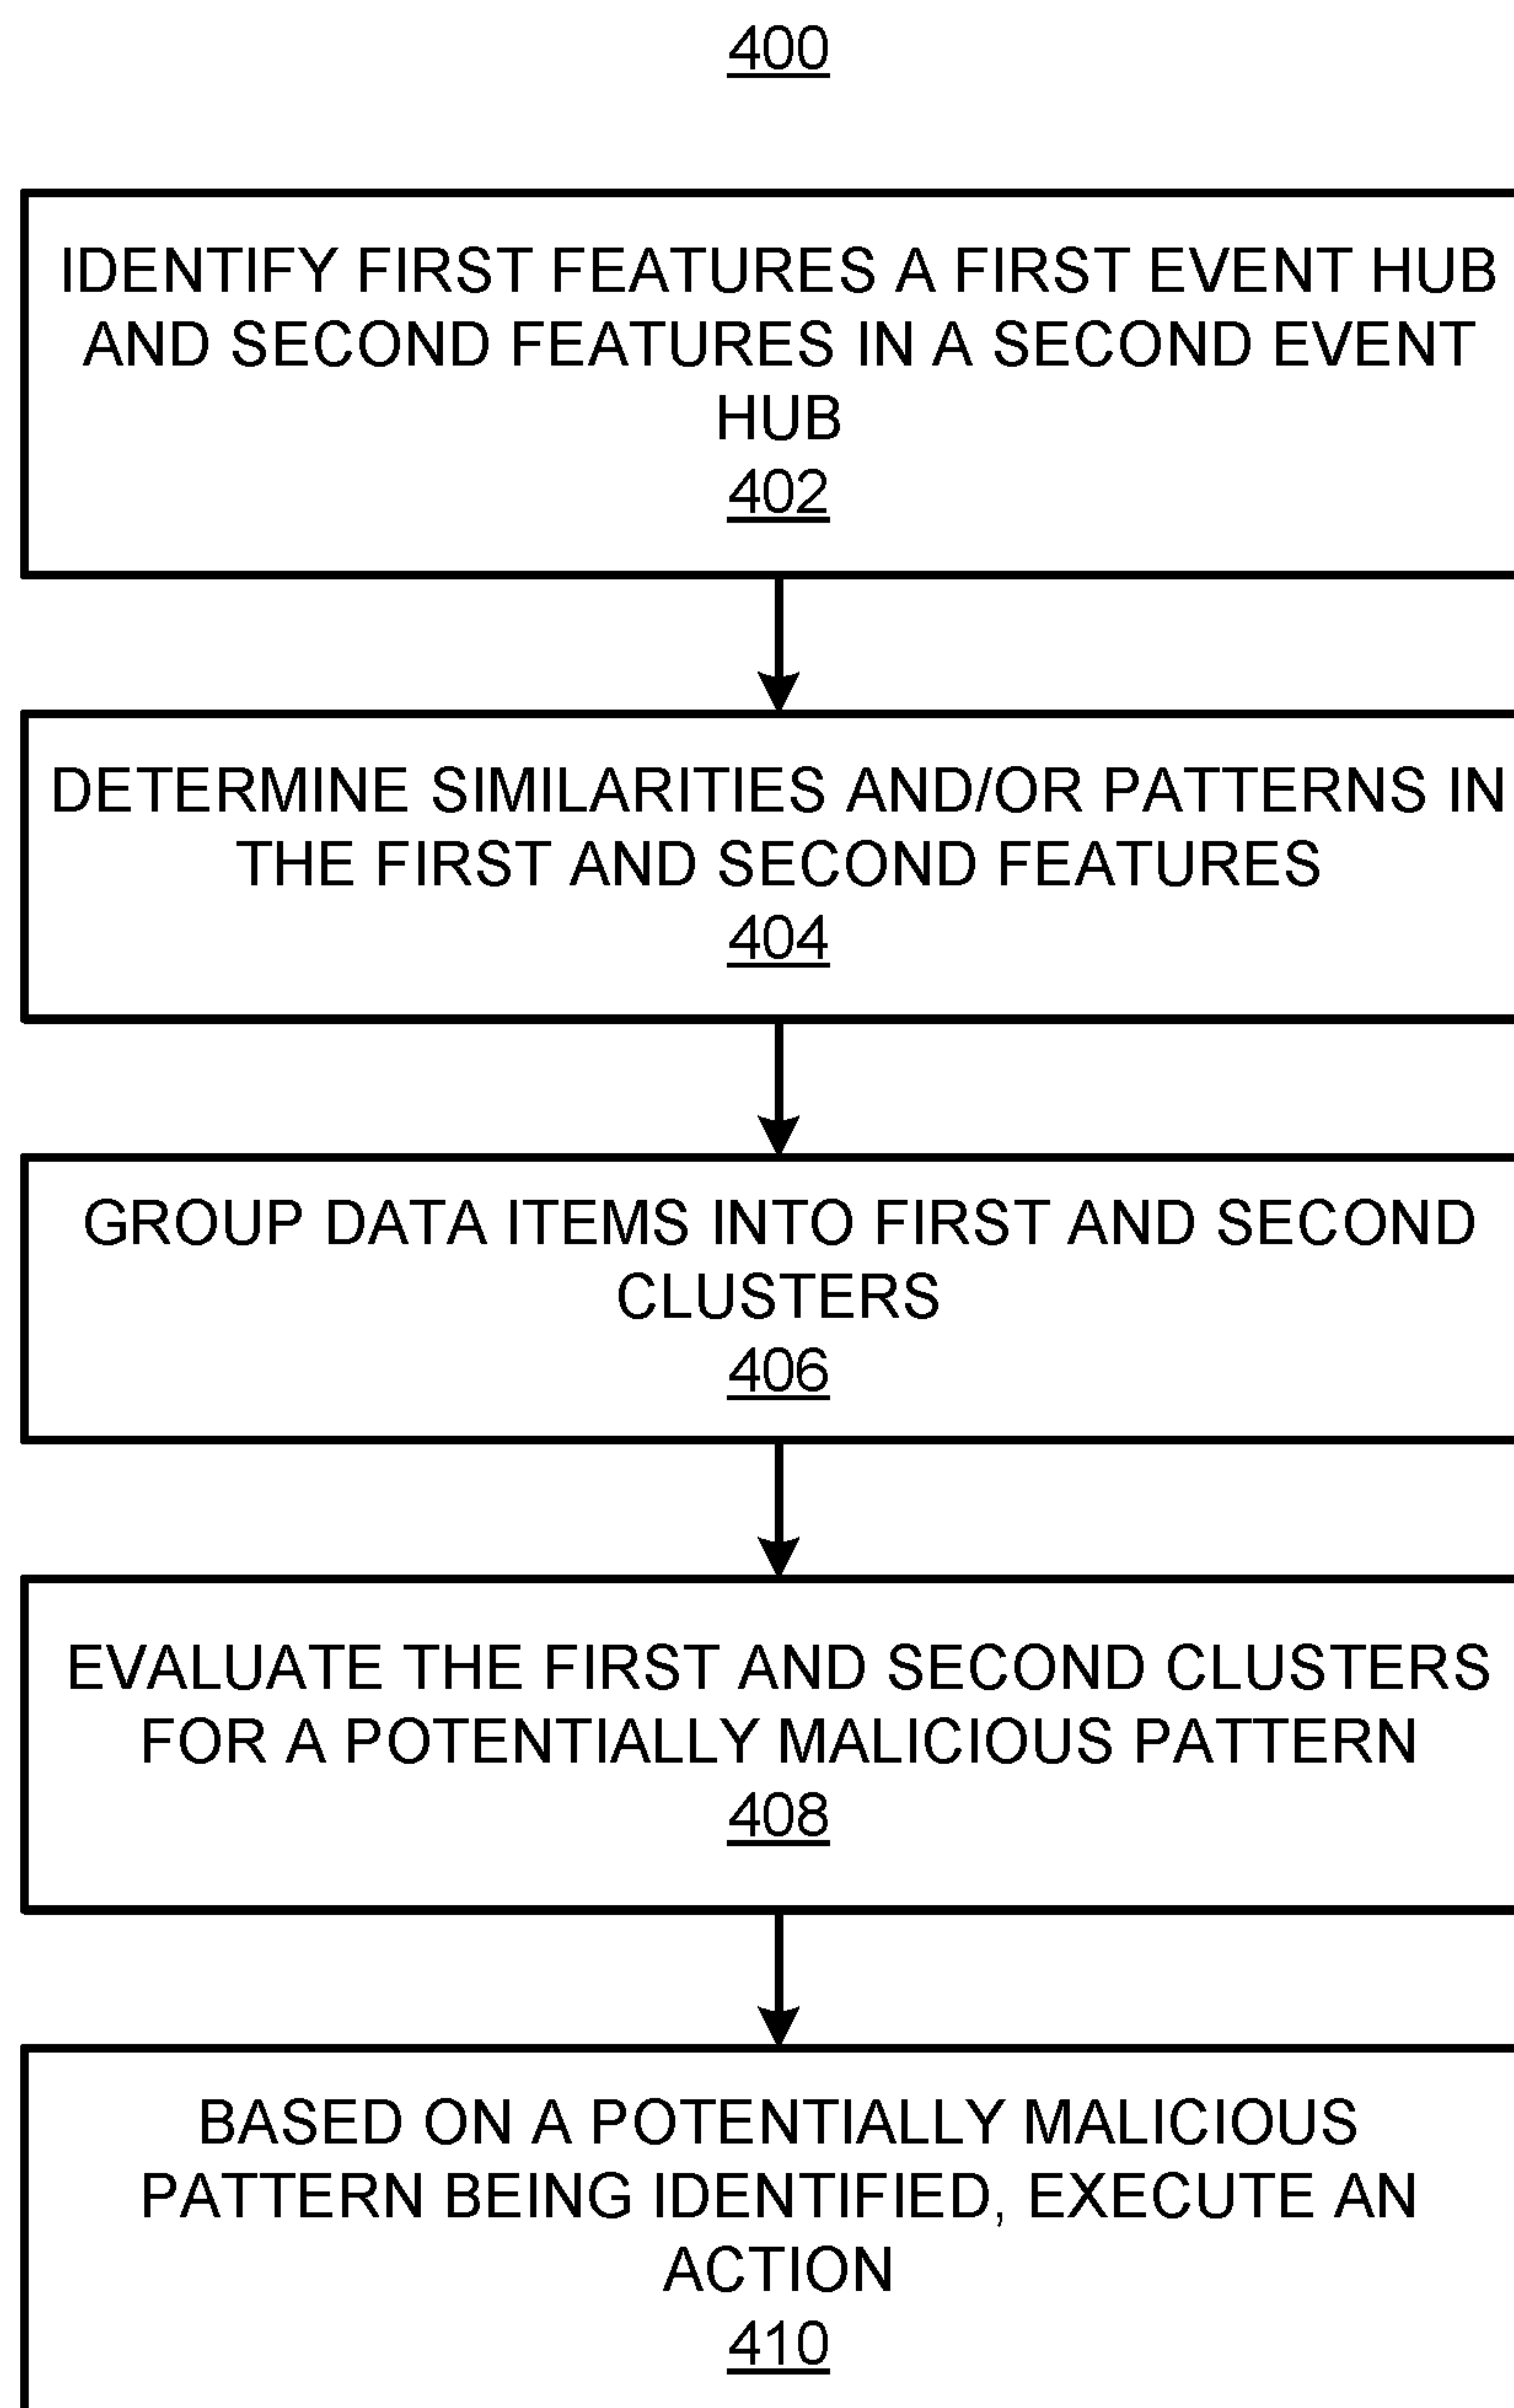 400
IDENTIFY FIRST FEATURES A FIRST EVENT HUB
AND SECOND FEATURES IN A SECOND EVENT
HUB
402
DETERMINE SIMILARITIES AND/OR PATTERNS IN
THE FIRST AND SECOND FEATURES
404
GROUP DATA ITEMS INTO FIRST AND SECOND
CLUSTERS
406
EVALUATE THE FIRST AND SECOND CLUSTERS
FOR A POTENTIALLY MALICIOUS PATTERN
408
BASED ON A POTENTIALLY MALICIOUS
PATTERN BEING IDENTIFIED, EXECUTE AN
ACTION
410